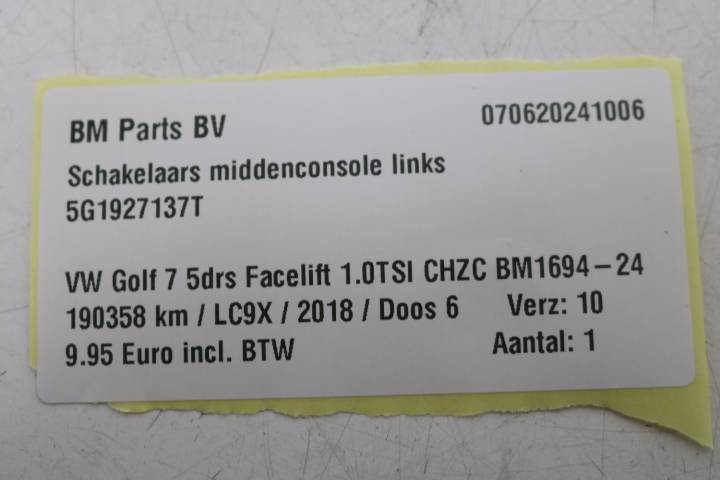 BM Parts BV 070620241006
Schakelaars middenconsole links
5G1927137T
VW Golf 7 5drs Facelift 1.0TSI CHZC BM1694-24
190358 km / LC9X / 2018 / Doos 6 Verz: 10
9.95 Euro incl. BTW Aantal: 1